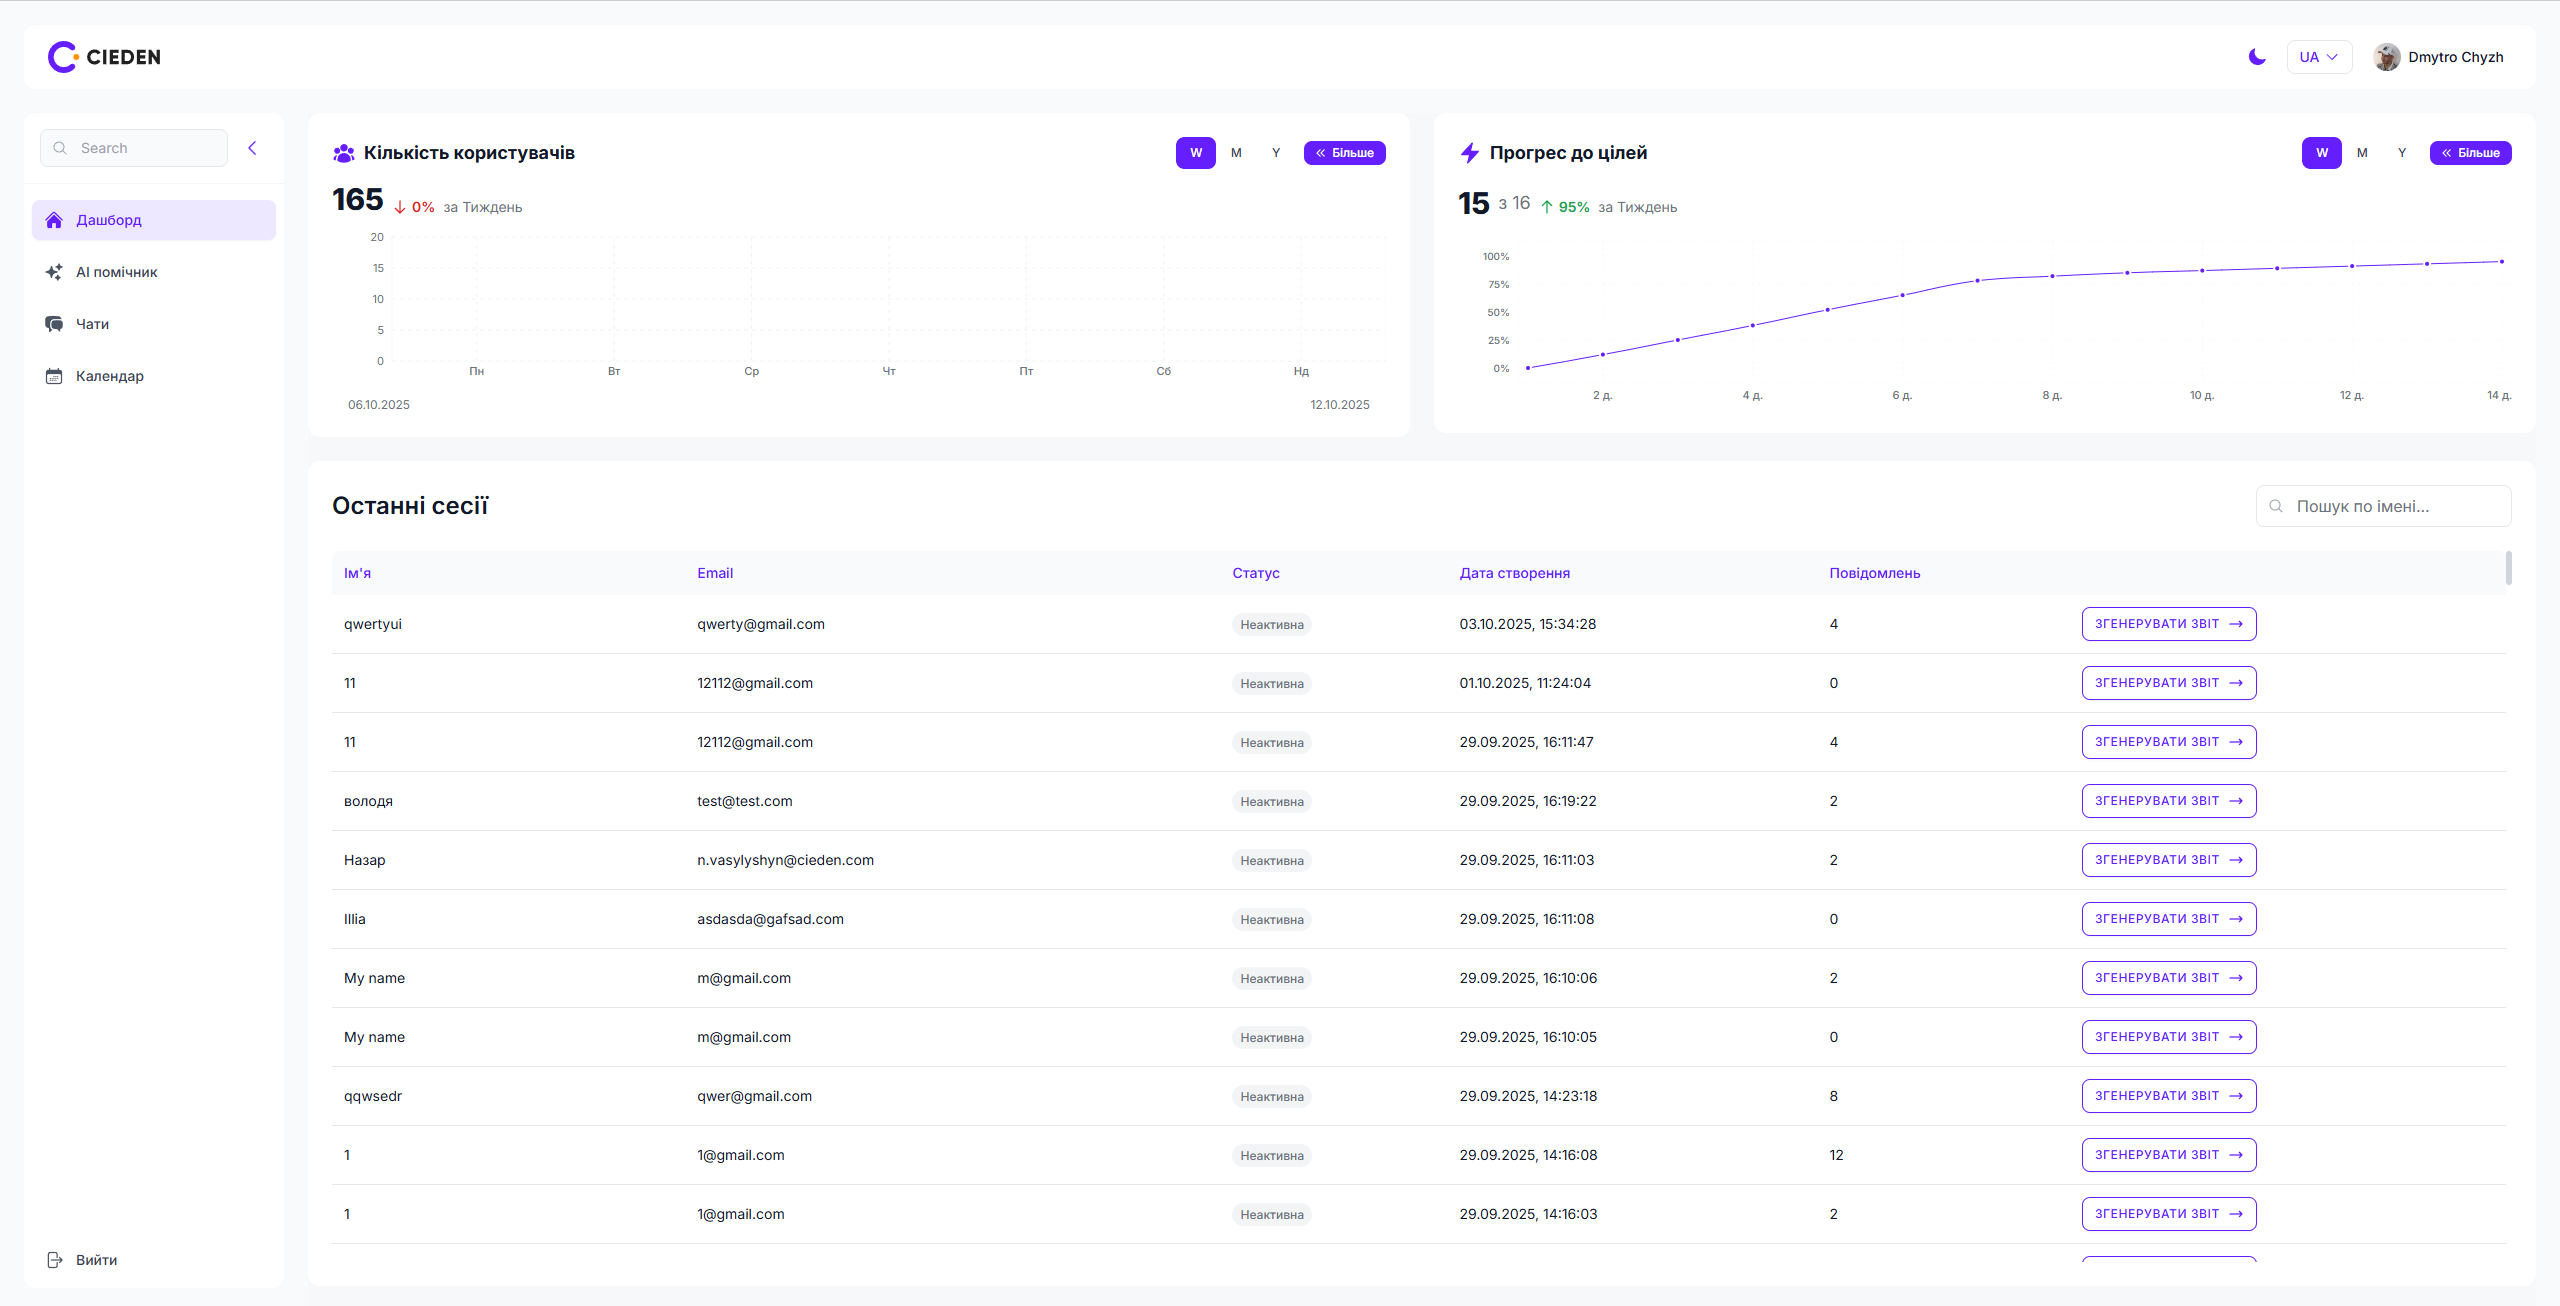 CIEDEN
UA
Dmytro Chyzh
Search
Дашборд
AI помічник
Чати
Календар
Вийти
Кількість користувачів
W M Y Більше
165 0% за Тиждень
20
15
10
5
0
Пн Вт Ср Чт Пт Сб Нд
06.10.2025 12.10.2025
Прогрес до цілей
W M Y Більше
15 з 16 95% за Тиждень
100%
75%
50%
25%
0%
2 д. 4 д. 6 д. 8 д. 10 д. 12 д. 14 д.
Останні сесії
Пошук по імені...
Ім'я Email Статус Дата створення Повідомлень
qwertyui qwerty@gmail.com Неактивна 03.10.2025, 15:34:28 4 ЗГЕНЕРУВАТИ ЗВІТ
11 12112@gmail.com Неактивна 01.10.2025, 11:24:04 0 ЗГЕНЕРУВАТИ ЗВІТ
11 12112@gmail.com Неактивна 29.09.2025, 16:11:47 4 ЗГЕНЕРУВАТИ ЗВІТ
володя test@test.com Неактивна 29.09.2025, 16:19:22 2 ЗГЕНЕРУВАТИ ЗВІТ
Назар n.vasylyshyn@cieden.com Неактивна 29.09.2025, 16:11:03 2 ЗГЕНЕРУВАТИ ЗВІТ
Illia asdasda@gafsad.com Неактивна 29.09.2025, 16:11:08 0 ЗГЕНЕРУВАТИ ЗВІТ
My name m@gmail.com Неактивна 29.09.2025, 16:10:06 2 ЗГЕНЕРУВАТИ ЗВІТ
My name m@gmail.com Неактивна 29.09.2025, 16:10:05 0 ЗГЕНЕРУВАТИ ЗВІТ
qqwsedr qwer@gmail.com Неактивна 29.09.2025, 14:23:18 8 ЗГЕНЕРУВАТИ ЗВІТ
1 1@gmail.com Неактивна 29.09.2025, 14:16:08 12 ЗГЕНЕРУВАТИ ЗВІТ
1 1@gmail.com Неактивна 29.09.2025, 14:16:03 2 ЗГЕНЕРУВАТИ ЗВІТ